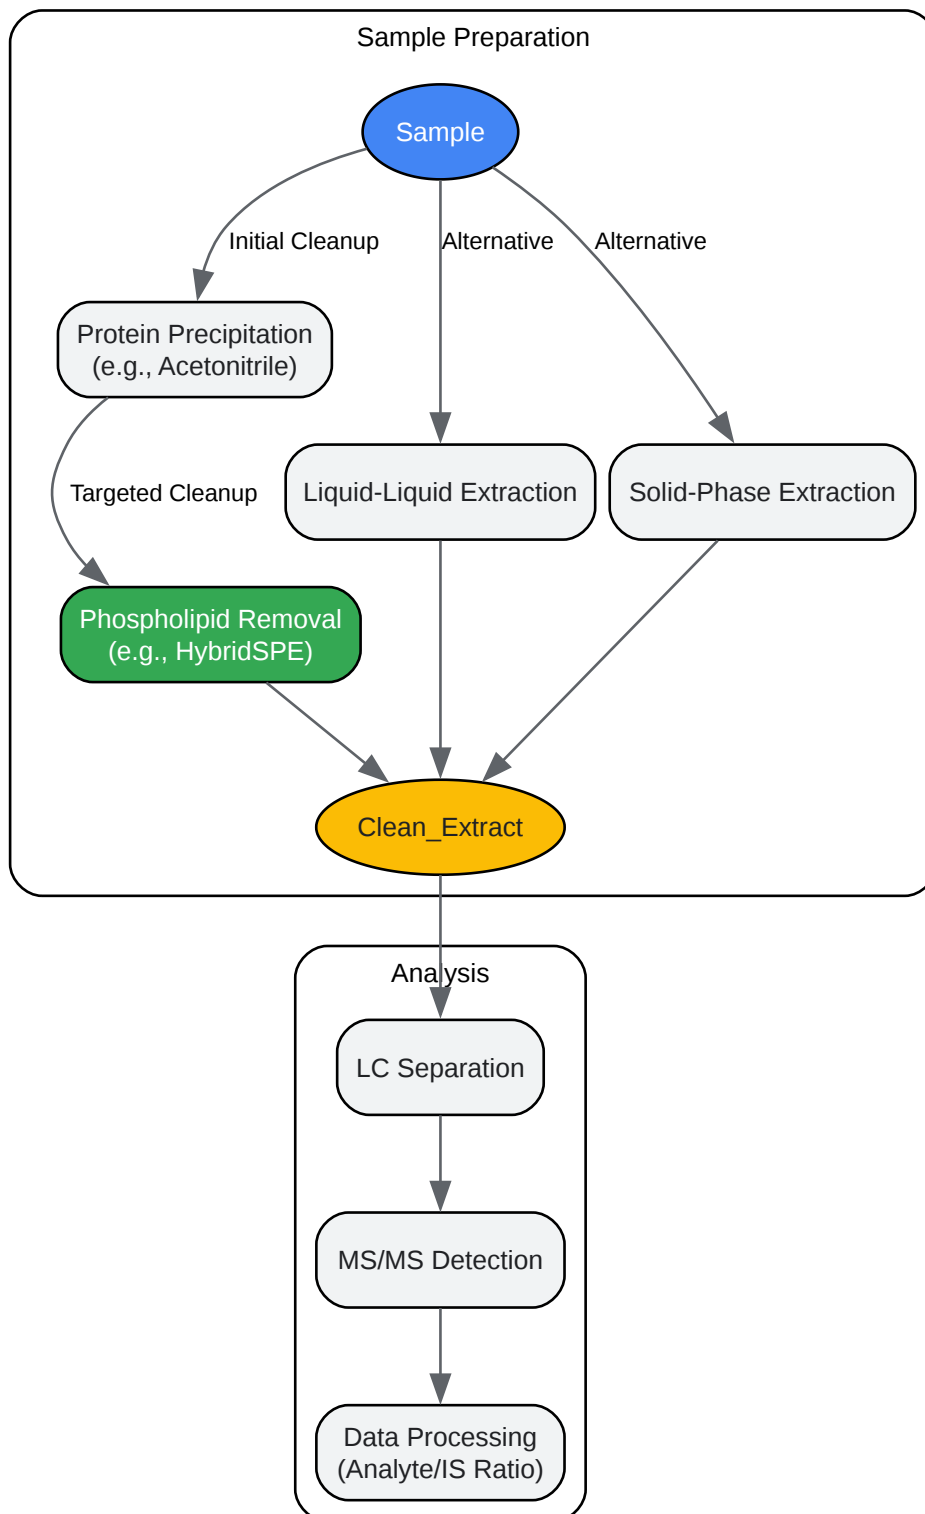 Sample Preparation
Sample
Initial Cleanup
Alternative
Alternative
Protein Precipitation
(e.g., Acetonitrile)
Targeted Cleanup
Liquid-Liquid Extraction
Solid-Phase Extraction
Phospholipid Removal
(e.g., HybridSPE)
Clean_Extract
Analysis
LC Separation
MS/MS Detection
Data Processing
(Analyte/IS Ratio)